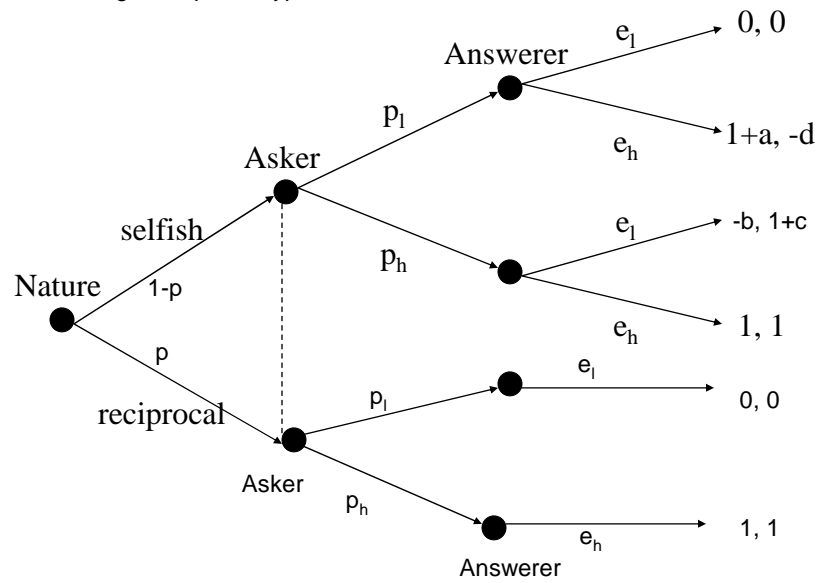 0, 0
e_l
Answerer
p_l
1+a, -d
e_h
Asker
selfish
e_l
-b, 1+c
p_h
Nature
1-p
e_h
1, 1
p
e_l
p_l
0, 0
reciprocal
Asker
p_h
e_h
1, 1
Answerer